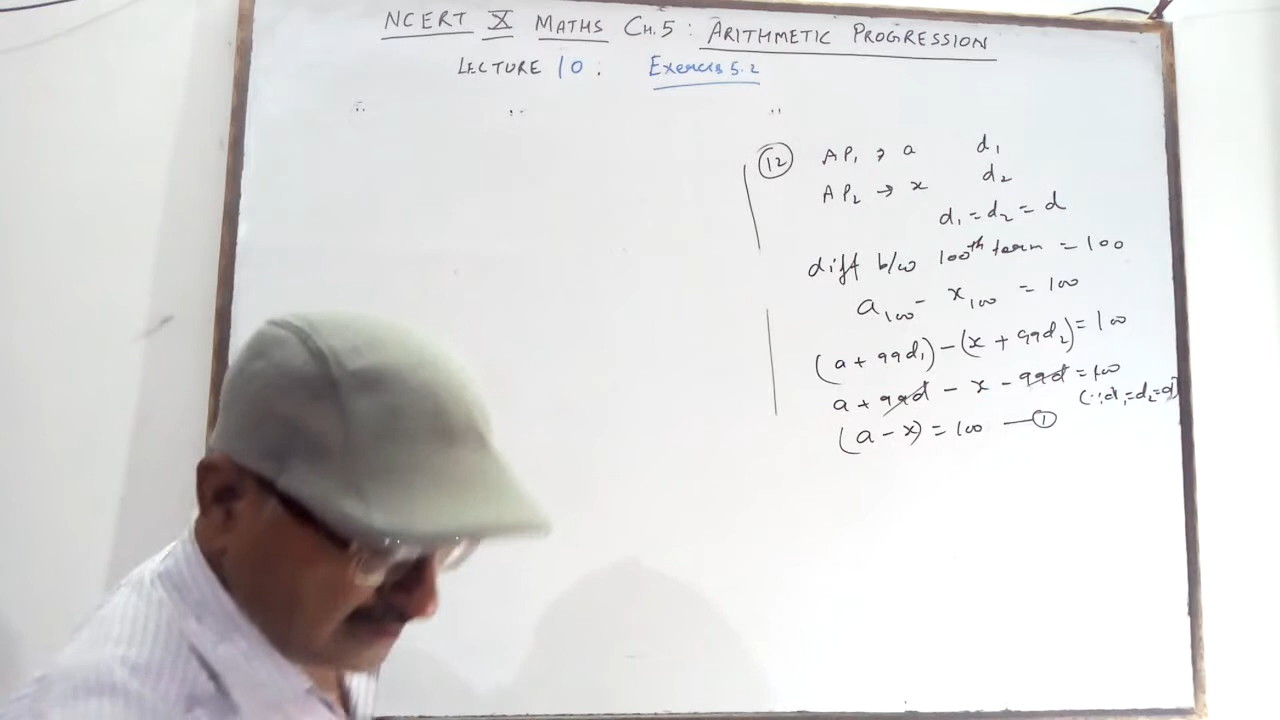 NCERT X MATHS Ch.5 : ARITHMETIC PROGRESSION
LECTURE 10 : Exercis 5.2
(12) AP₁ → a d₁
AP₂ → x d₂
d₁ = d₂ = d
diff b/w 100th term = 100
a₁₀₀ - x₁₀₀ = 100
(a + 99d₁) - (x + 99d₂) = 100
a + 99d - x - 99d = 100
(∵ d₁ = d₂ = d)
(a - x) = 100 — (1)